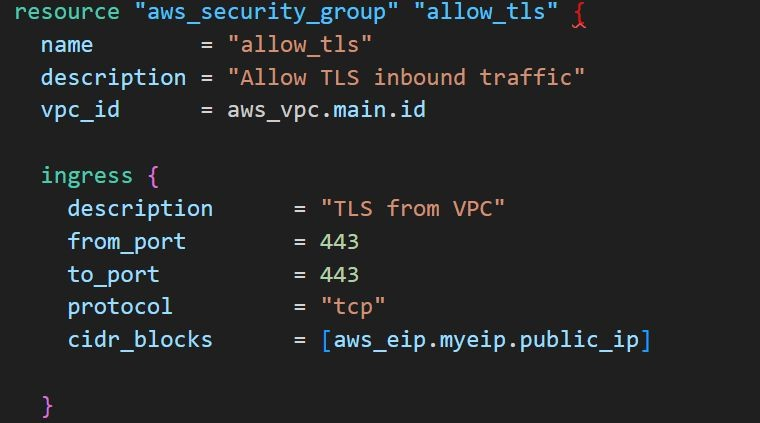 resource "aws_security_group" "allow_tls" {
  name        = "allow_tls"
  description = "Allow TLS inbound traffic"
  vpc_id      = aws_vpc.main.id

  ingress {
    description      = "TLS from VPC"
    from_port        = 443
    to_port          = 443
    protocol         = "tcp"
    cidr_blocks      = [aws_eip.myeip.public_ip]

  }